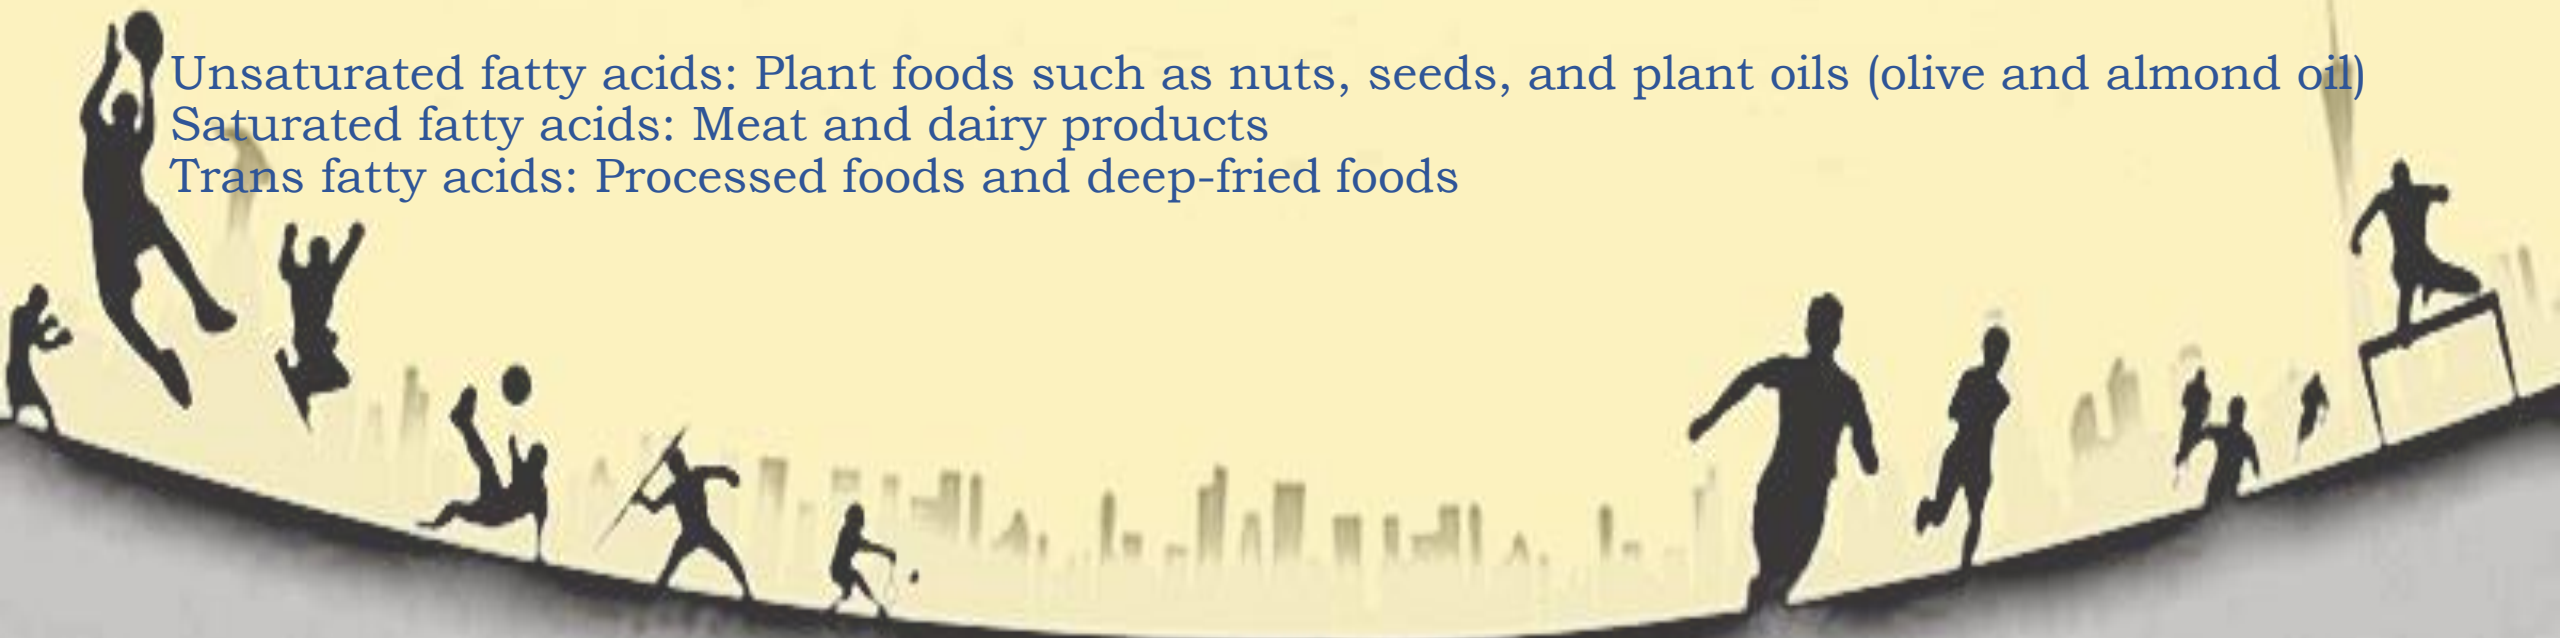 Unsaturated fatty acids: Plant foods such as nuts, seeds, and plant oils (olive and almond oil)
Saturated fatty acids: Meat and dairy products
Trans fatty acids: Processed foods and deep-fried foods